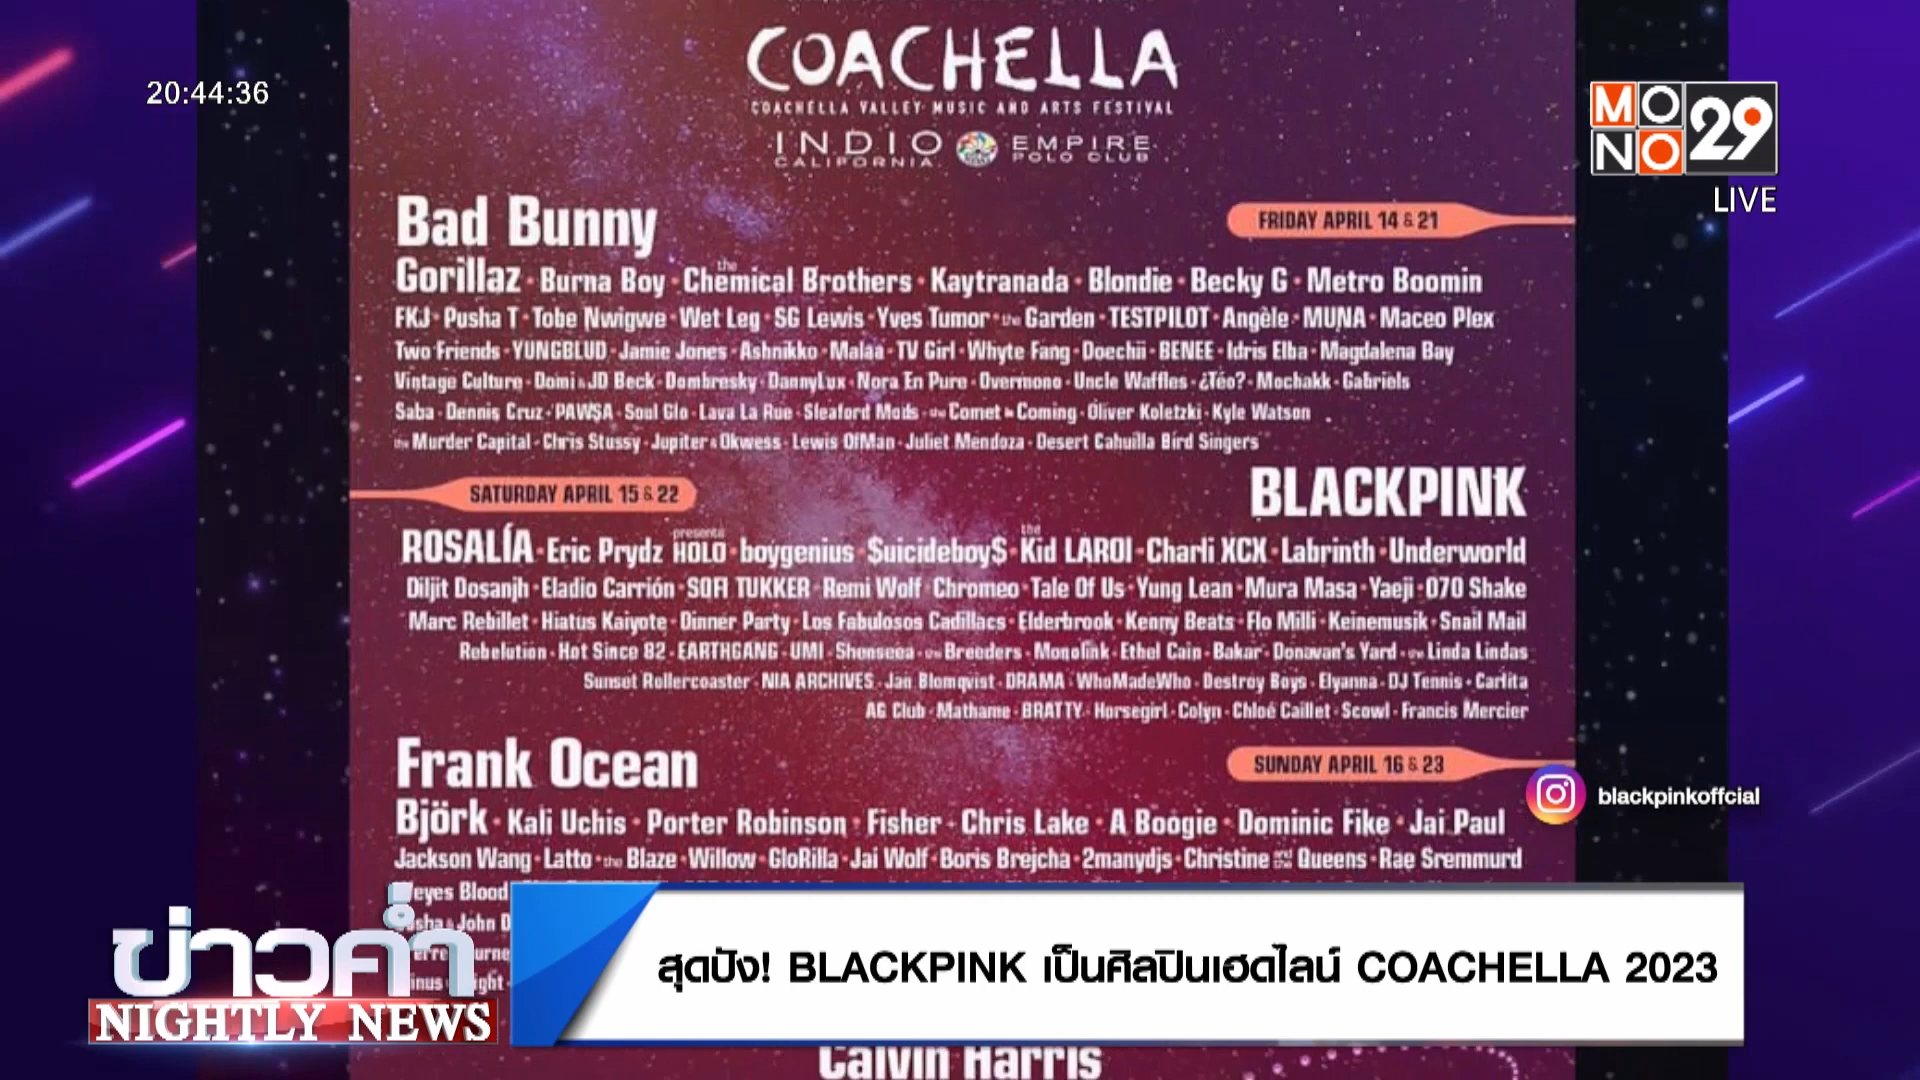 20:44:36
COACHELLA
COACHELLA VALLEY MUSIC AND ARTS FESTIVAL
INDIO CALIFORNIA EMPIRE POLO CLUB
MONO 29
LIVE
Bad Bunny
FRIDAY APRIL 14 & 21
Gorillaz · Burna Boy · the Chemical Brothers · Kaytranada · Blondie · Becky G · Metro Boomin
FKJ · Pusha T · Tobe Nwigwe · Wet Leg · SG Lewis · Yves Tumor · the Garden · TESTPILOT · Angèle · MUNA · Maceo Plex
Two Friends · YUNGBLUD · Jamie Jones · Ashnikko · Malaa · TV Girl · Whyte Fang · Doechii · BENEE · Idris Elba · Magdalena Bay
Vintage Culture · Domi & JD Beck · Dombresky · DannyLux · Nora En Pure · Overmono · Uncle Waffles · ¿Téo? · Mochakk · Gabriels
Saba · Dennis Cruz · PAWSA · Soul Glo · Lava La Rue · Sleaford Mods · the Comet is Coming · Oliver Koletzki · Kyle Watson
the Murder Capital · Chris Stussy · Jupiter & Okwess · Lewis OfMan · Juliet Mendoza · Desert Cahuilla Bird Singers
SATURDAY APRIL 15 & 22
BLACKPINK
ROSALÍA · Eric Prydz presents HOLO · boygenius · $uicideboy$ · the Kid LAROI · Charli XCX · Labrinth · Underworld
Diljit Dosanjh · Eladio Carrión · SOFI TUKKER · Remi Wolf · Chromeo · Tale Of Us · Yung Lean · Mura Masa · Yaeji · 070 Shake
Marc Rebillet · Hiatus Kaiyote · Dinner Party · Los Fabulosos Cadillacs · Elderbrook · Kenny Beats · Flo Milli · Keinemusik · Snail Mail
Rebelution · Hot Since 82 · EARTHGANG · UMI · Shenseea · the Breeders · Monolink · Ethel Cain · Bakar · Donavan's Yard · the Linda Lindas
Sunset Rollercoaster · NIA ARCHIVES · Jan Blomqvist · DRAMA · WhoMadeWho · Destroy Boys · Elyanna · DJ Tennis · Carlita
AG Club · Mathame · BRATTY · Horsegirl · Colyn · Chloé Caillet · Scowl · Francis Mercier
Frank Ocean
SUNDAY APRIL 16 & 23
blackpinkoffcial
Björk · Kali Uchis · Porter Robinson · Fisher + Chris Lake · A Boogie · Dominic Fike · Jai Paul
Jackson Wang · Latto · the Blaze · Willow · GloRilla · Jai Wolf · Boris Brejcha · 2manydjs · Christine and the Queens · Rae Sremmurd
eyes Blood
John D
ข่าวค่ำ
NIGHTLY NEWS
สุดปัง! BLACKPINK เป็นศิลปินเฮดไลน์ COACHELLA 2023
Calvin Harris